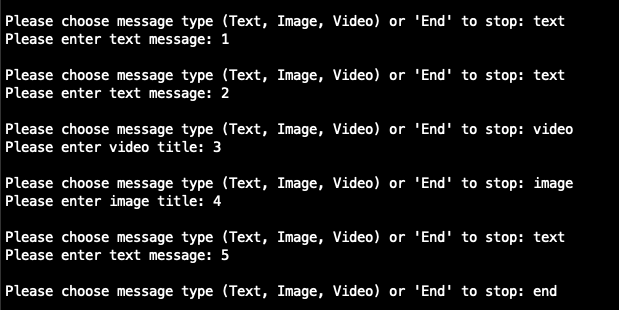 Please choose message type (Text, Image, Video) or 'End' to stop: text
Please enter text message: 1
Please choose message type (Text, Image, Video) or 'End' to stop: text
Please enter text message: 2
Please choose message type (Text, Image, Video) or 'End' to stop: video
Please enter video title: 3
Please choose message type (Text, Image, Video) or 'End' to stop: image
Please enter image title: 4
Please choose message type (Text, Image, Video) or 'End' to stop: text
Please enter text message: 5
Please choose message type (Text, Image, Video) or 'End' to stop: end